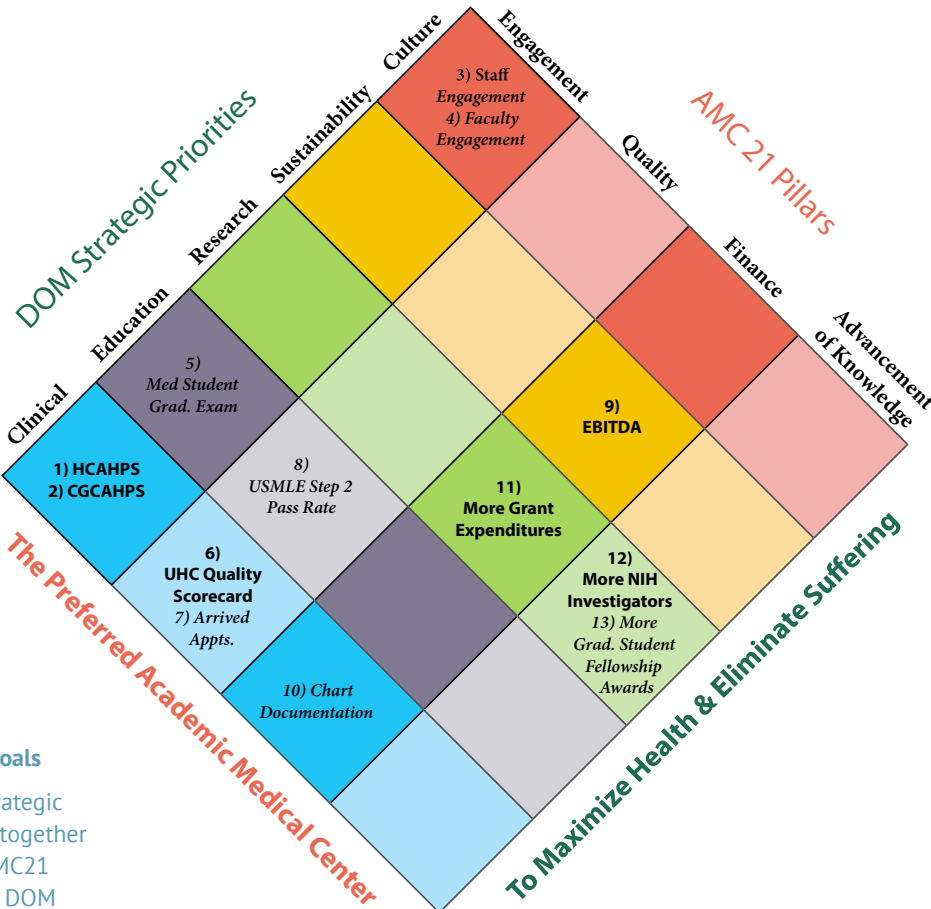 DOM Strategic Priorities
AMC 21 Pillars
Culture
Sustainability
Research
Education
Clinical
Engagement
Quality
Finance
Advancement
of Knowledge
3) Staff
Engagement
4) Faculty
Engagement
5)
Med Student
Grad. Exam
1) HCAHPS
2) CGCAHPS
8)
USMLE Step 2
Pass Rate
6)
UHC Quality
Scorecard
7) Arrived
Appts.
9)
EBITDA
11)
More Grant
Expenditures
12)
More NIH
Investigators
13) More
Grad. Student
Fellowship
Awards
10) Chart
Documentation
The Preferred Academic Medical Center
To Maximize Health & Eliminate Suffering
together
DOM